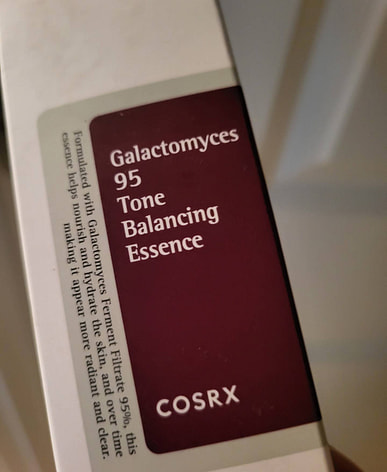 Galactomyces
95
Tone
Balancing
Essence
COSRX
Formulated with Galactomyces Ferment Filtrate 95%, this
essence helps nourish and hydrate the skin, and over time
making it appear more radiant and clear.